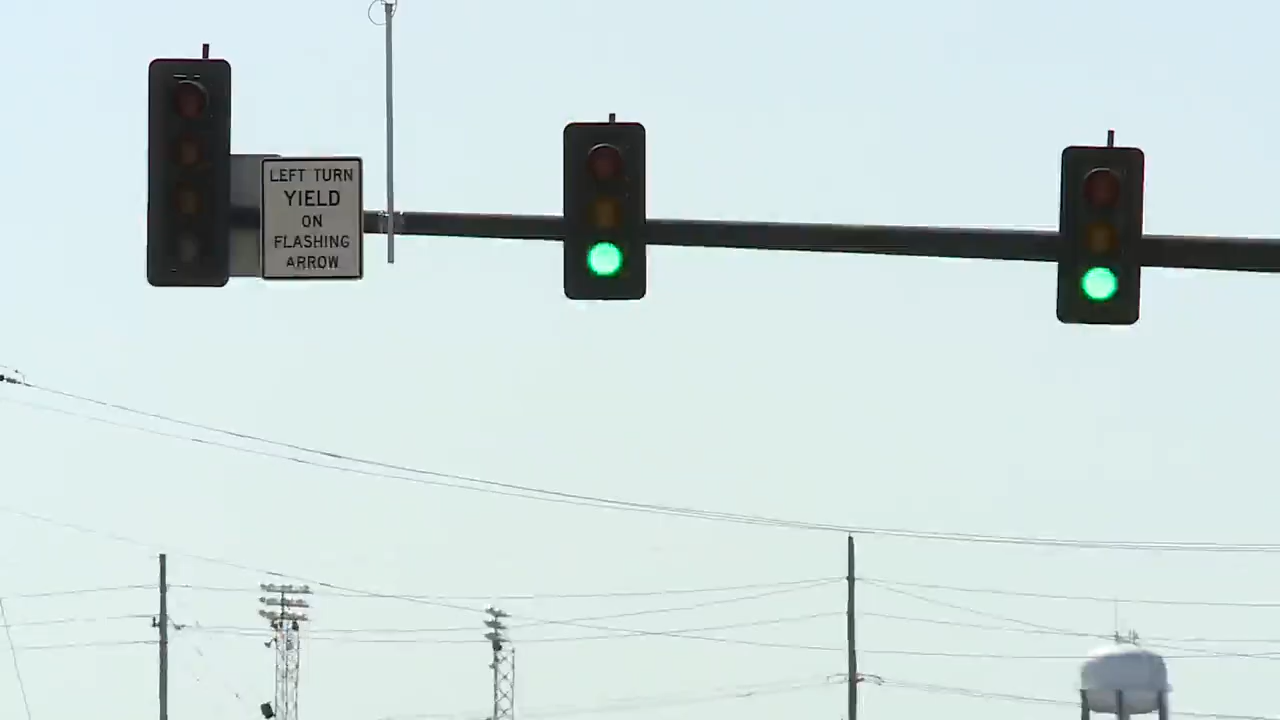 LEFT TURN
YIELD
ON
FLASHING
ARROW